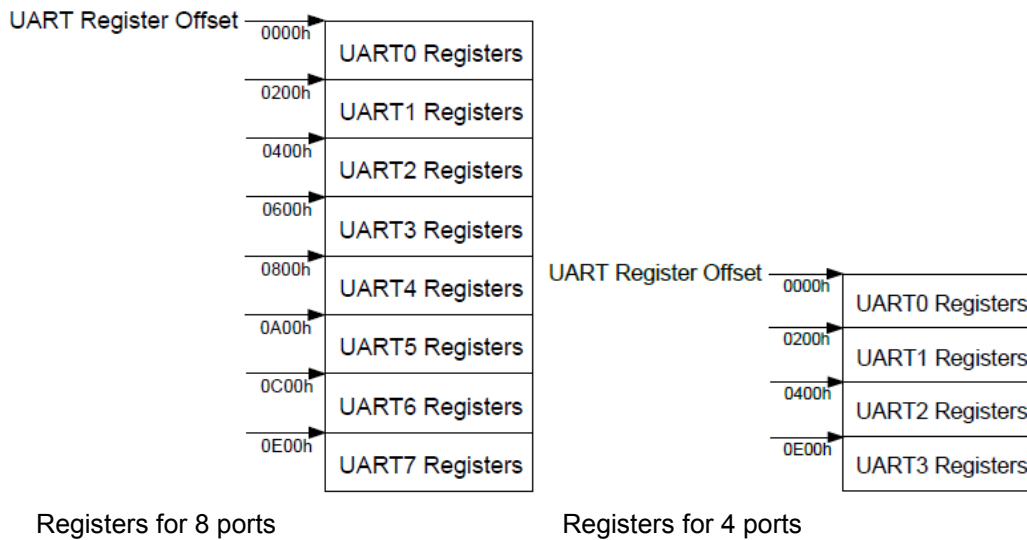 UART Register Offset
0000h
UART0 Registers
0200h
UART1 Registers
0400h
UART2 Registers
0600h
UART3 Registers
0800h
UART4 Registers
0A00h
UART5 Registers
0C00h
UART6 Registers
0E00h
UART7 Registers
Registers for 8 ports
UART Register Offset
0000h
UART0 Registers
0200h
UART1 Registers
0400h
UART2 Registers
0E00h
UART3 Registers
Registers for 4 ports